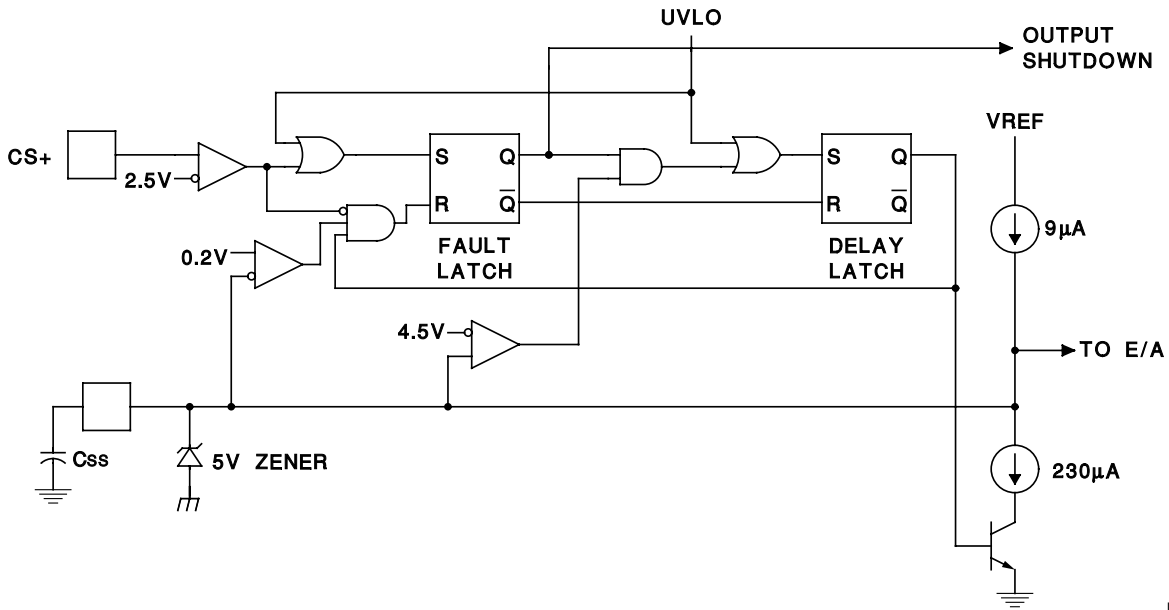 UVLO
OUTPUT
SHUTDOWN
VREF
CS+
2.5V
S Q
R Q̅
FAULT
LATCH
S Q
R Q̅
DELAY
LATCH
9µA
0.2V
4.5V
TO E/A
Css
5V ZENER
230µA